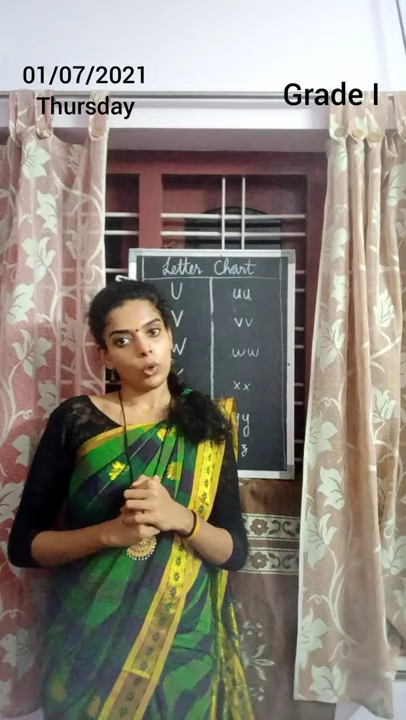 01/07/2021
Thursday
Grade I
Letter Chart
U uu
V vv
W ww
xx
y
z